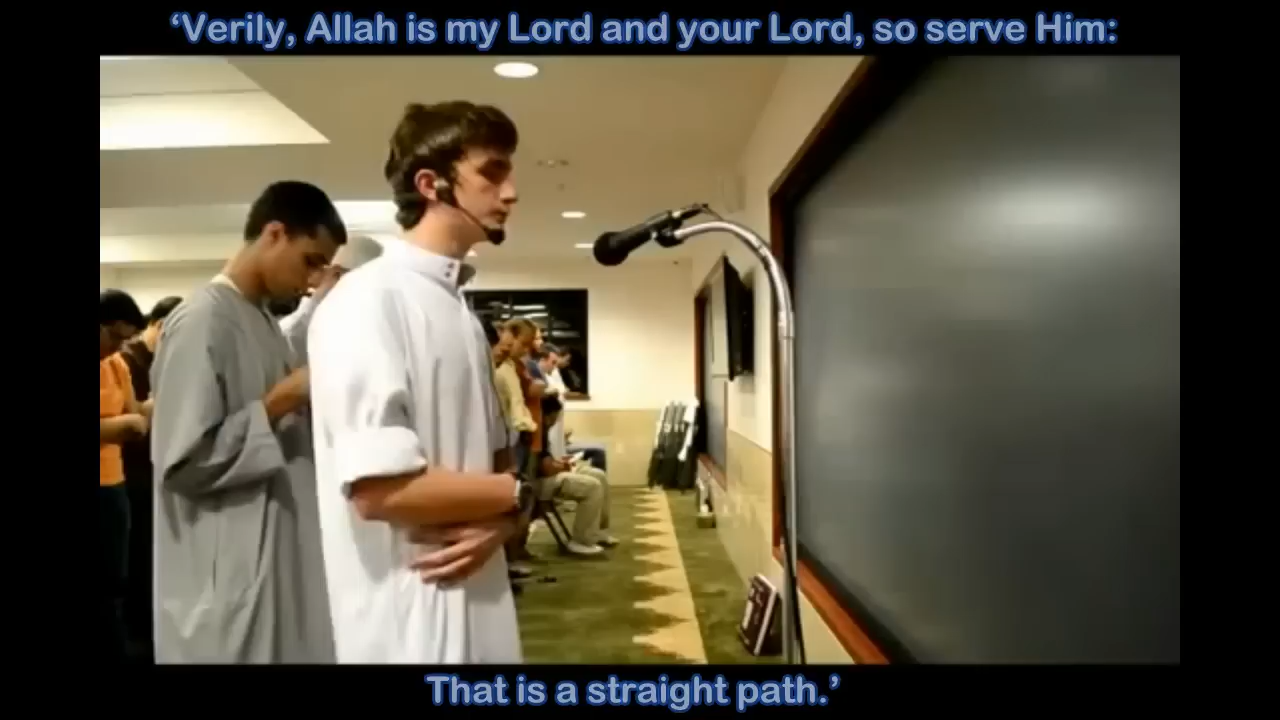 ‘Verily, Allah is my Lord and your Lord, so serve Him:
That is a straight path.’